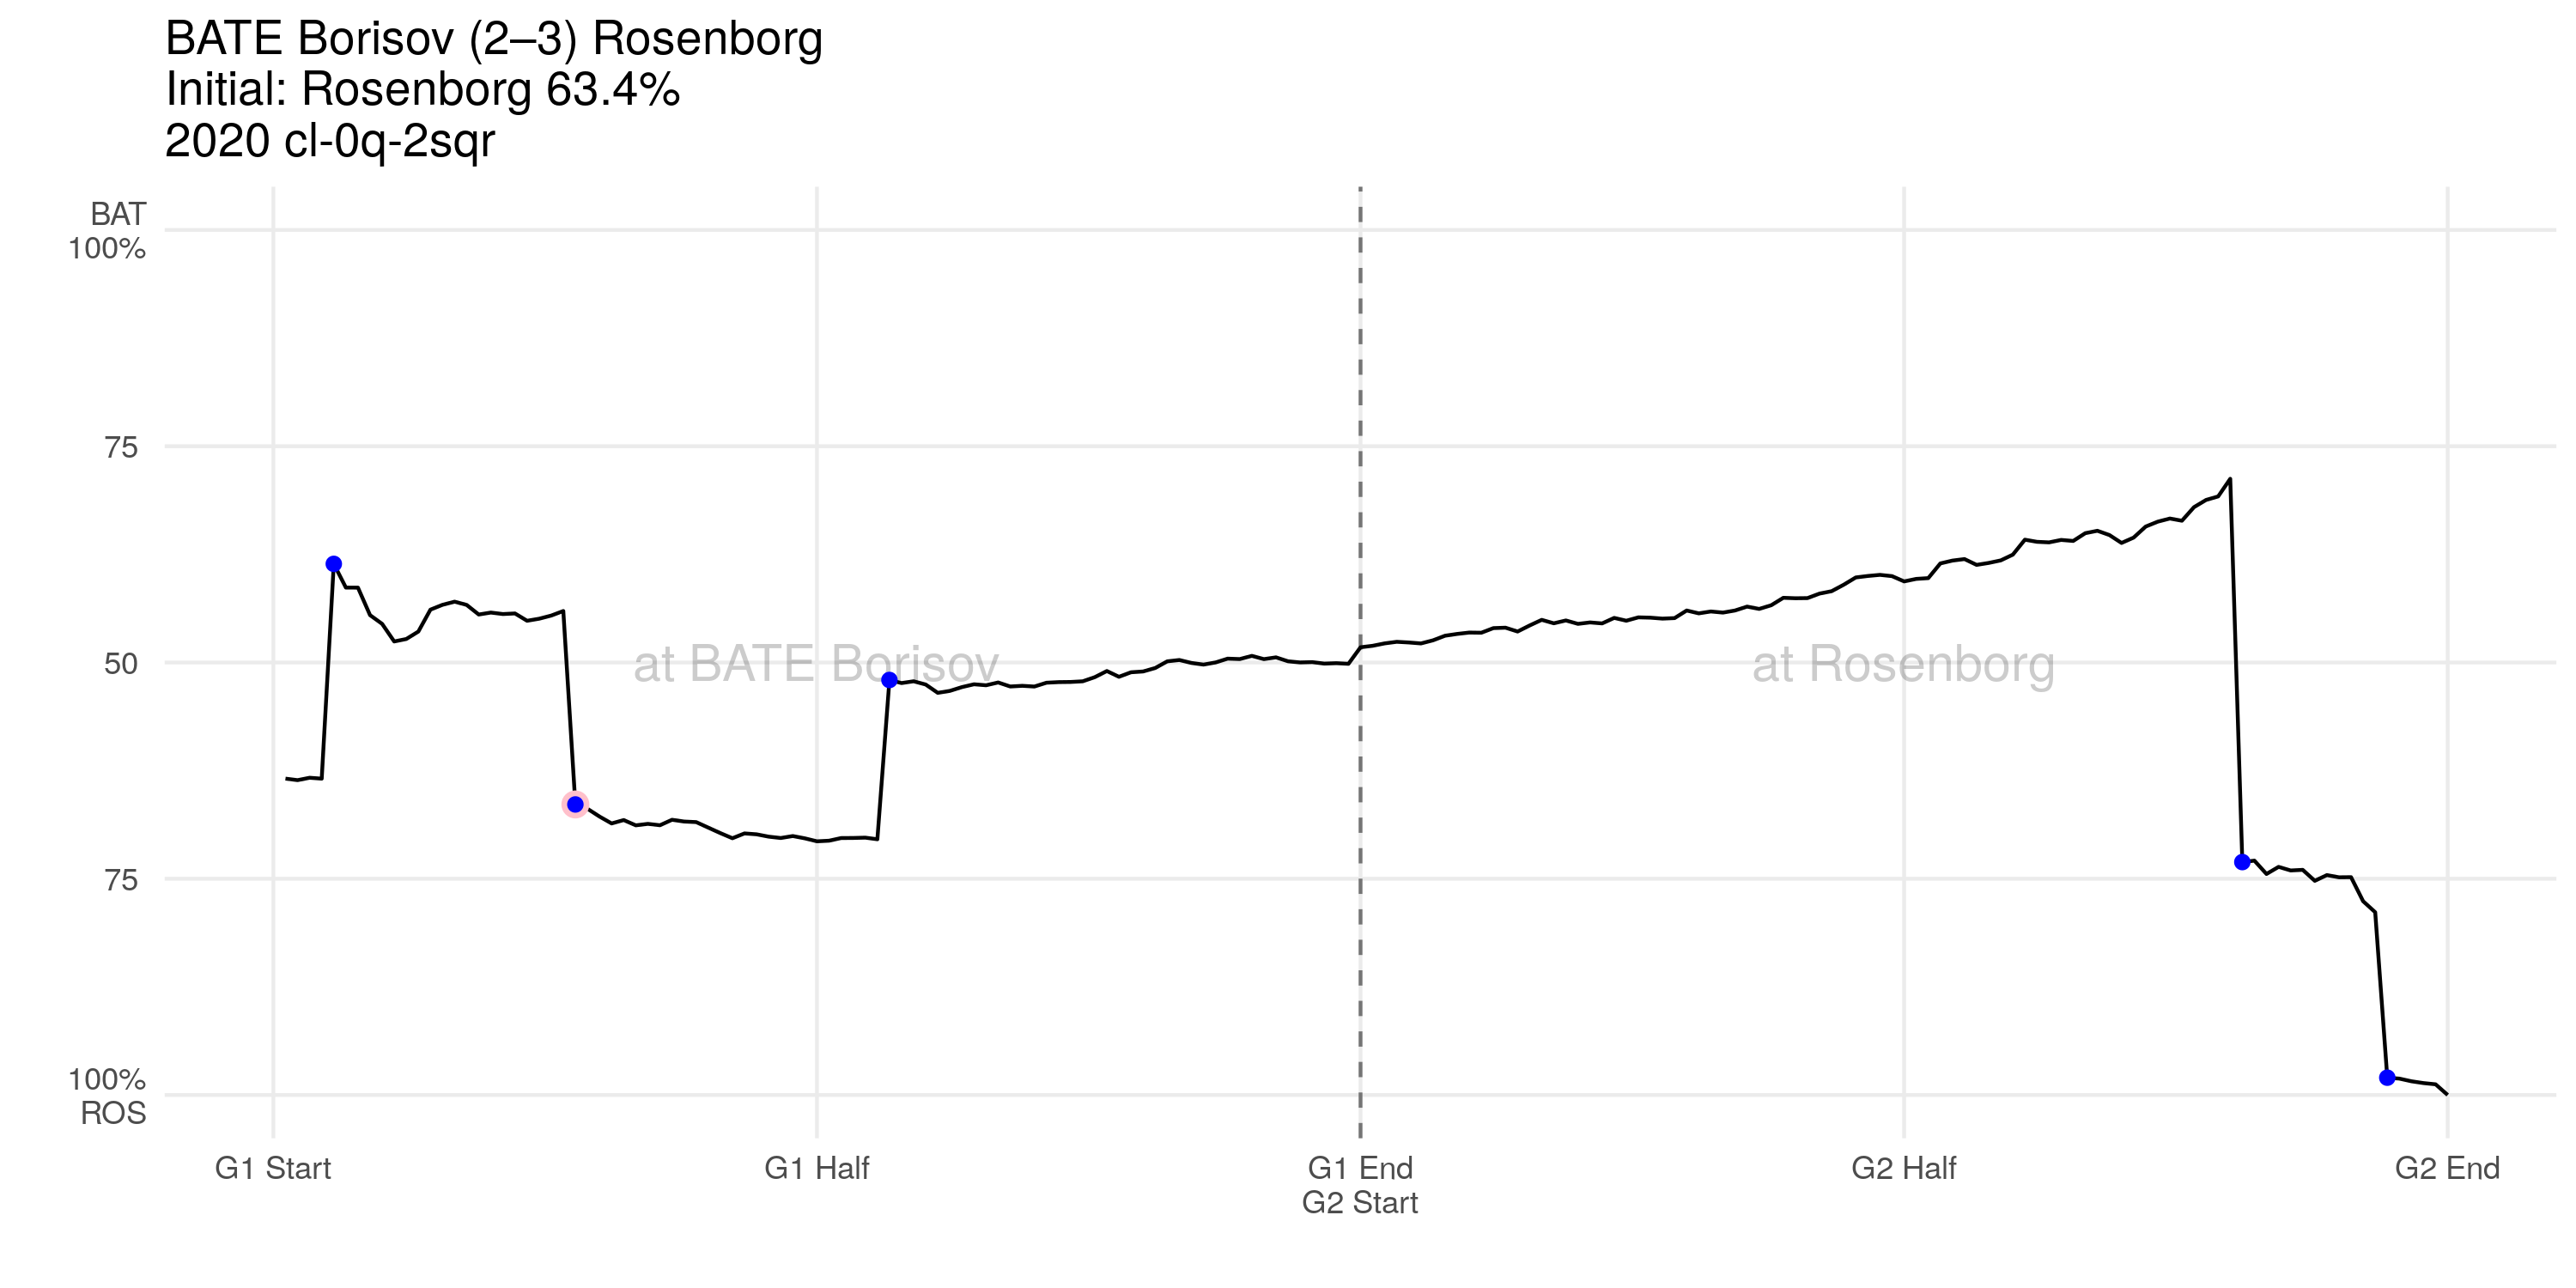 BATE Borisov (2–3) Rosenborg
Initial: Rosenborg 63.4%
2020 cl-0q-2sqr
BAT
100%
75
50
75
100%
ROS
at BATE Borisov
at Rosenborg
G1 Start
G1 Half
G1 End
G2 Start
G2 Half
G2 End